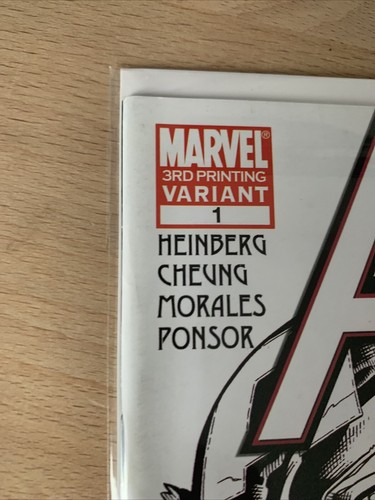 MARVEL®
3RD PRINTING
VARIANT
1
HEINBERG
CHEUNG
MORALES
PONSOR
A